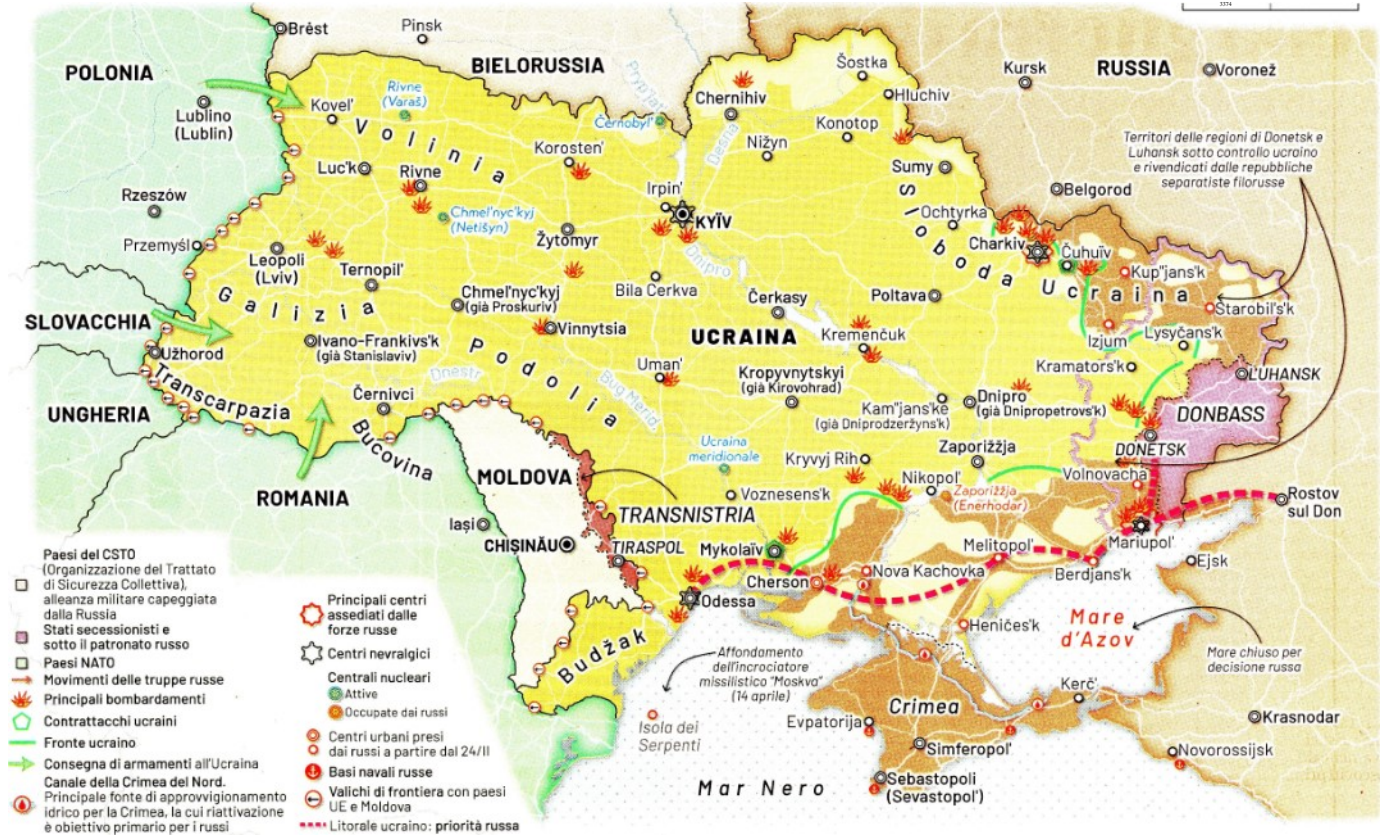 3374
Brèst
Pinsk
POLONIA
BIELORUSSIA
Šostka
Kursk
RUSSIA
Voronež
Lublino
(Lublin)
Kovel'
Rivne
(Varaš)
Pryp'jat'
Chernihiv
Hluchiv
Černobyl'
Desna
Konotop
Volinia
Nižyn
Territori delle regioni di Donetsk e
Luhansk sotto controllo ucraino
e rivendicati dalle repubbliche
separatiste filorusse
Korosten'
Luc'k
Rivne
Sumy
Rzeszów
Irpin'
Belgorod
Chmel'nyc'kyj
(Netišyn)
KYÏV
Ochtyrka
Przemyśl
Žytomyr
Charkiv
Čuhuïv
Leopoli
(Lviv)
Ternopil'
Dnipro
Kup"jans'k
Sloboda Ucraina
Bila Cerkva
Galizia
Chmel'nyc'kyj
(già Proskuriv)
Čerkasy
Poltava
Starobil's'k
SLOVACCHIA
Vinnytsia
UCRAINA
Kremenčuk
Izjum
Lysyčans'k
Užhorod
Ivano-Frankivs'k
(già Stanislaviv)
Podolia
Kramators'k
Dnestr
Uman'
Bug Merid.
Kropyvnytskyi
(già Kirovohrad)
LUHANSK
Transcarpazia
Dnipro
(già Dnipropetrovs'k)
UNGHERIA
Černivci
Kam"jans'ke
(già Dniprodzeržyns'k)
DONBASS
Bucovina
Ucraina
meridionale
Zaporižžja
DONETSK
MOLDOVA
Kryvyj Rih
Nikopol'
Volnovacha
ROMANIA
Voznesens'k
Zaporižžja
(Enerhodar)
Rostov
sul Don
TRANSNISTRIA
Iași
CHIȘINĂU
TIRASPOL
Mykolaïv
Melitopol'
Mariupol'
Nova Kachovka
Berdjans'k
Ejsk
Cherson
Odessa
Mare
d'Azov
Heničes'k
Budžak
Affondamento
dell'incrociatore
missilistico "Moskva"
(14 aprile)
Mare chiuso per
decisione russa
Kerč'
Crimea
Isola dei
Serpenti
Evpatorija
Krasnodar
Simferopol'
Novorossijsk
Mar Nero
Sebastopoli
(Sevastopol')
Paesi del CSTO
(Organizzazione del Trattato
di Sicurezza Collettiva),
alleanza militare capeggiata
dalla Russia
Stati secessionisti e
sotto il patronato russo
Paesi NATO
Movimenti delle truppe russe
Principali bombardamenti
Contrattacchi ucraini
Fronte ucraino
Consegna di armamenti all'Ucraina
Canale della Crimea del Nord.
Principale fonte di approvvigionamento
idrico per la Crimea, la cui riattivazione
è obiettivo primario per i russi
Principali centri
assediati dalle
forze russe
Centri nevralgici
Centrali nucleari
Attive
Occupate dai russi
Centri urbani presi
dai russi a partire dal 24/II
Basi navali russe
Valichi di frontiera con paesi
UE e Moldova
Litorale ucraino: priorità russa